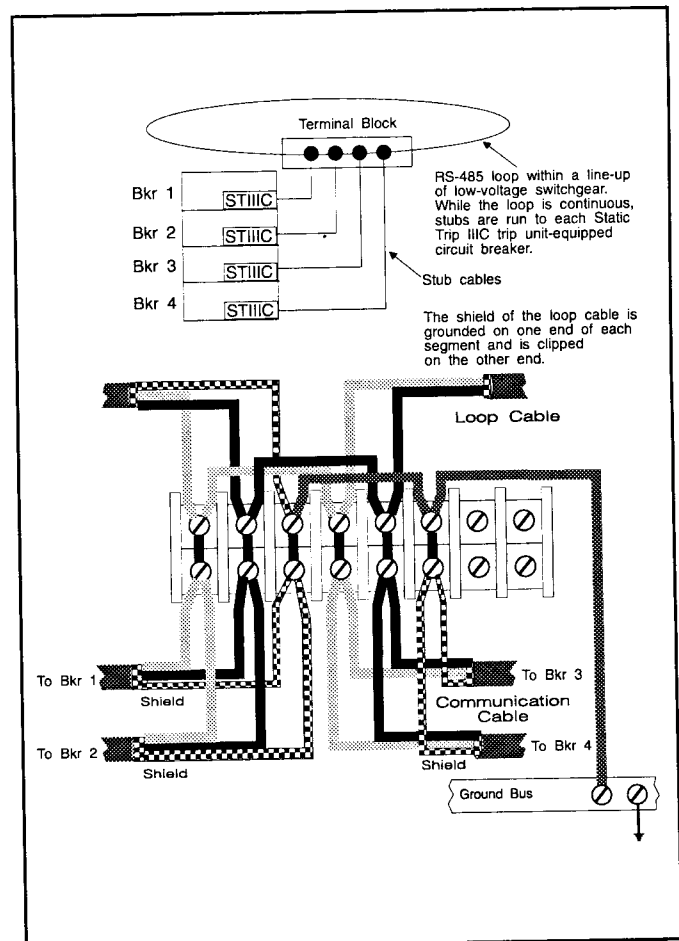 Terminal Block
Bkr 1
STIIIC
Bkr 2
STIIIC
Bkr 3
STIIIC
Bkr 4
STIIIC
RS-485 loop within a line-up
of low-voltage switchgear.
While the loop is continuous,
stubs are run to each Static
Trip IIIC trip unit-equipped
circuit breaker.
Stub cables
The shield of the loop cable is
grounded on one end of each
segment and is clipped
on the other end.
Loop Cable
To Bkr 1
Shield
To Bkr 3
Communication
Cable
To Bkr 2
Shield
To Bkr 4
Shield
Ground Bus